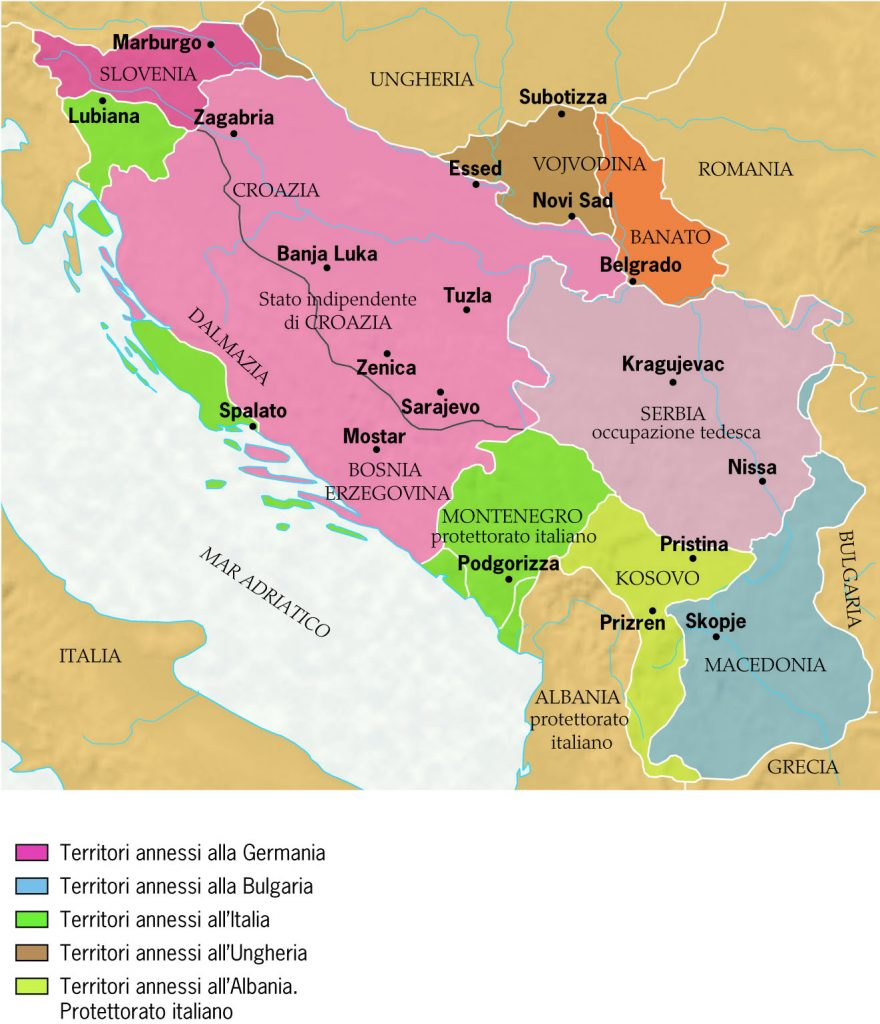 Marburgo
SLOVENIA
UNGHERIA
Lubiana
Zagabria
Subotizza
Essed
VOJVODINA
ROMANIA
CROAZIA
Novi Sad
BANATO
Banja Luka
Belgrado
Stato indipendente
di CROAZIA
Tuzla
DALMAZIA
Zenica
Kragujevac
Sarajevo
Spalato
SERBIA
occupazione tedesca
Mostar
BOSNIA
ERZEGOVINA
Nissa
MONTENEGRO
protettorato italiano
Pristina
Podgorizza
KOSOVO
BULGARIA
MAR ADRIATICO
Prizren
Skopje
ITALIA
MACEDONIA
ALBANIA
protettorato
italiano
GRECIA
Territori annessi alla Germania
Territori annessi alla Bulgaria
Territori annessi all'Italia
Territori annessi all'Ungheria
Territori annessi all'Albania.
Protettorato italiano